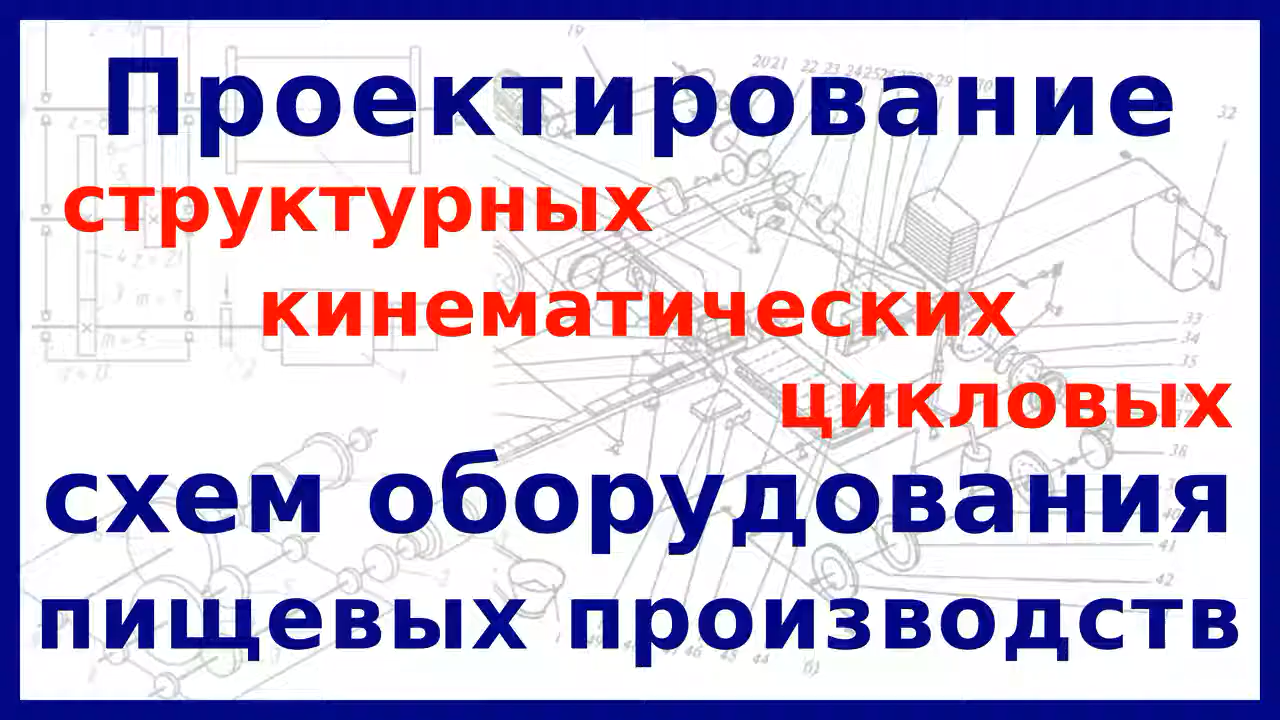 Проектирование
структурных
кинематических
цикловых
схем оборудования
пищевых производств